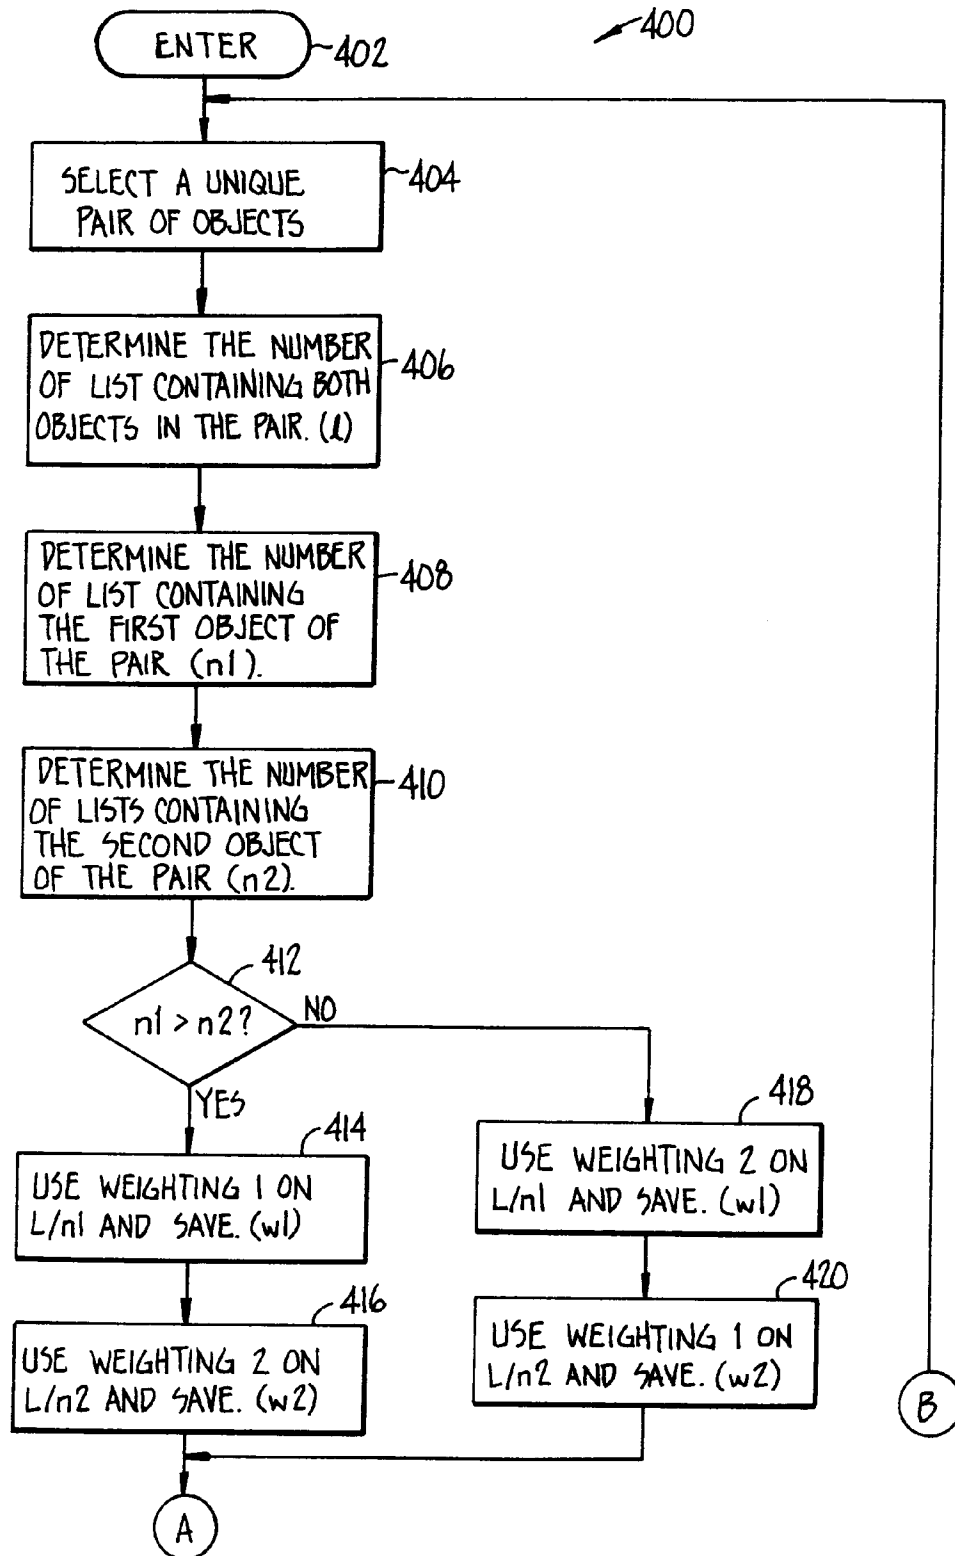 400
ENTER
402
SELECT A UNIQUE
PAIR OF OBJECTS
404
DETERMINE THE NUMBER
OF LIST CONTAINING BOTH
OBJECTS IN THE PAIR. (l)
406
DETERMINE THE NUMBER
OF LIST CONTAINING
THE FIRST OBJECT OF
THE PAIR (n1).
408
DETERMINE THE NUMBER
OF LISTS CONTAINING
THE SECOND OBJECT
OF THE PAIR (n2).
410
412
n1 > n2?
NO
YES
414
USE WEIGHTING 1 ON
L/n1 AND SAVE. (w1)
416
USE WEIGHTING 2 ON
L/n2 AND SAVE. (w2)
418
USE WEIGHTING 2 ON
L/n1 AND SAVE. (w1)
420
USE WEIGHTING 1 ON
L/n2 AND SAVE. (w2)
B
A